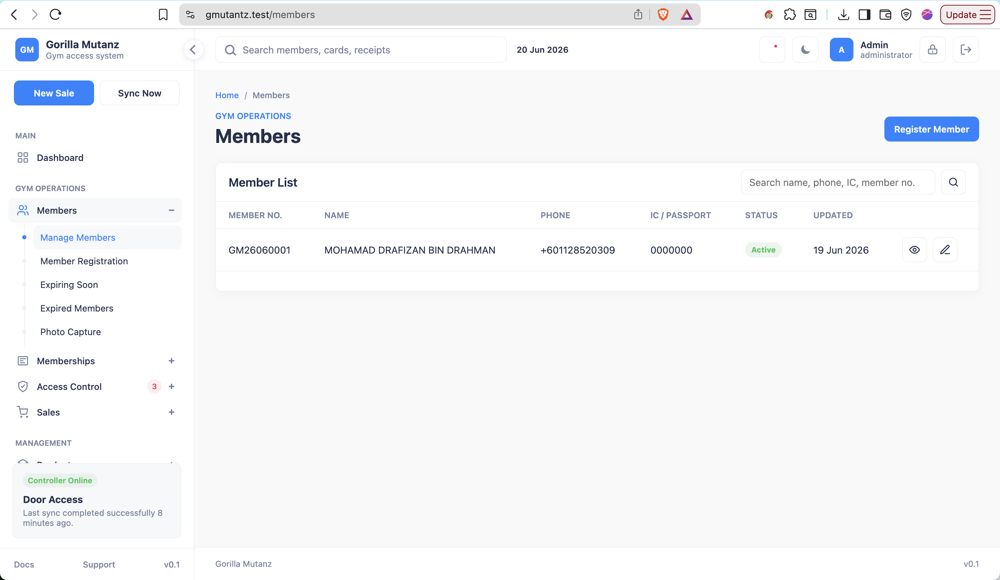 gmutantz.test/members
Update
GM
Gorilla Mutanz
Gym access system
Search members, cards, receipts
20 Jun 2026
A
Admin
administrator
New Sale
Sync Now
MAIN
Dashboard
GYM OPERATIONS
Members
Manage Members
Member Registration
Expiring Soon
Expired Members
Photo Capture
Memberships
Access Control
3
Sales
MANAGEMENT
Controller Online
Door Access
Last sync completed successfully 8
minutes ago.
Docs
Support
v0.1
Home / Members
GYM OPERATIONS
Members
Register Member
Member List
Search name, phone, IC, member no.
MEMBER NO. NAME PHONE IC / PASSPORT STATUS UPDATED
GM26060001 MOHAMAD DRAFIZAN BIN DRAHMAN +601128520309 0000000 Active 19 Jun 2026
Gorilla Mutanz
v0.1